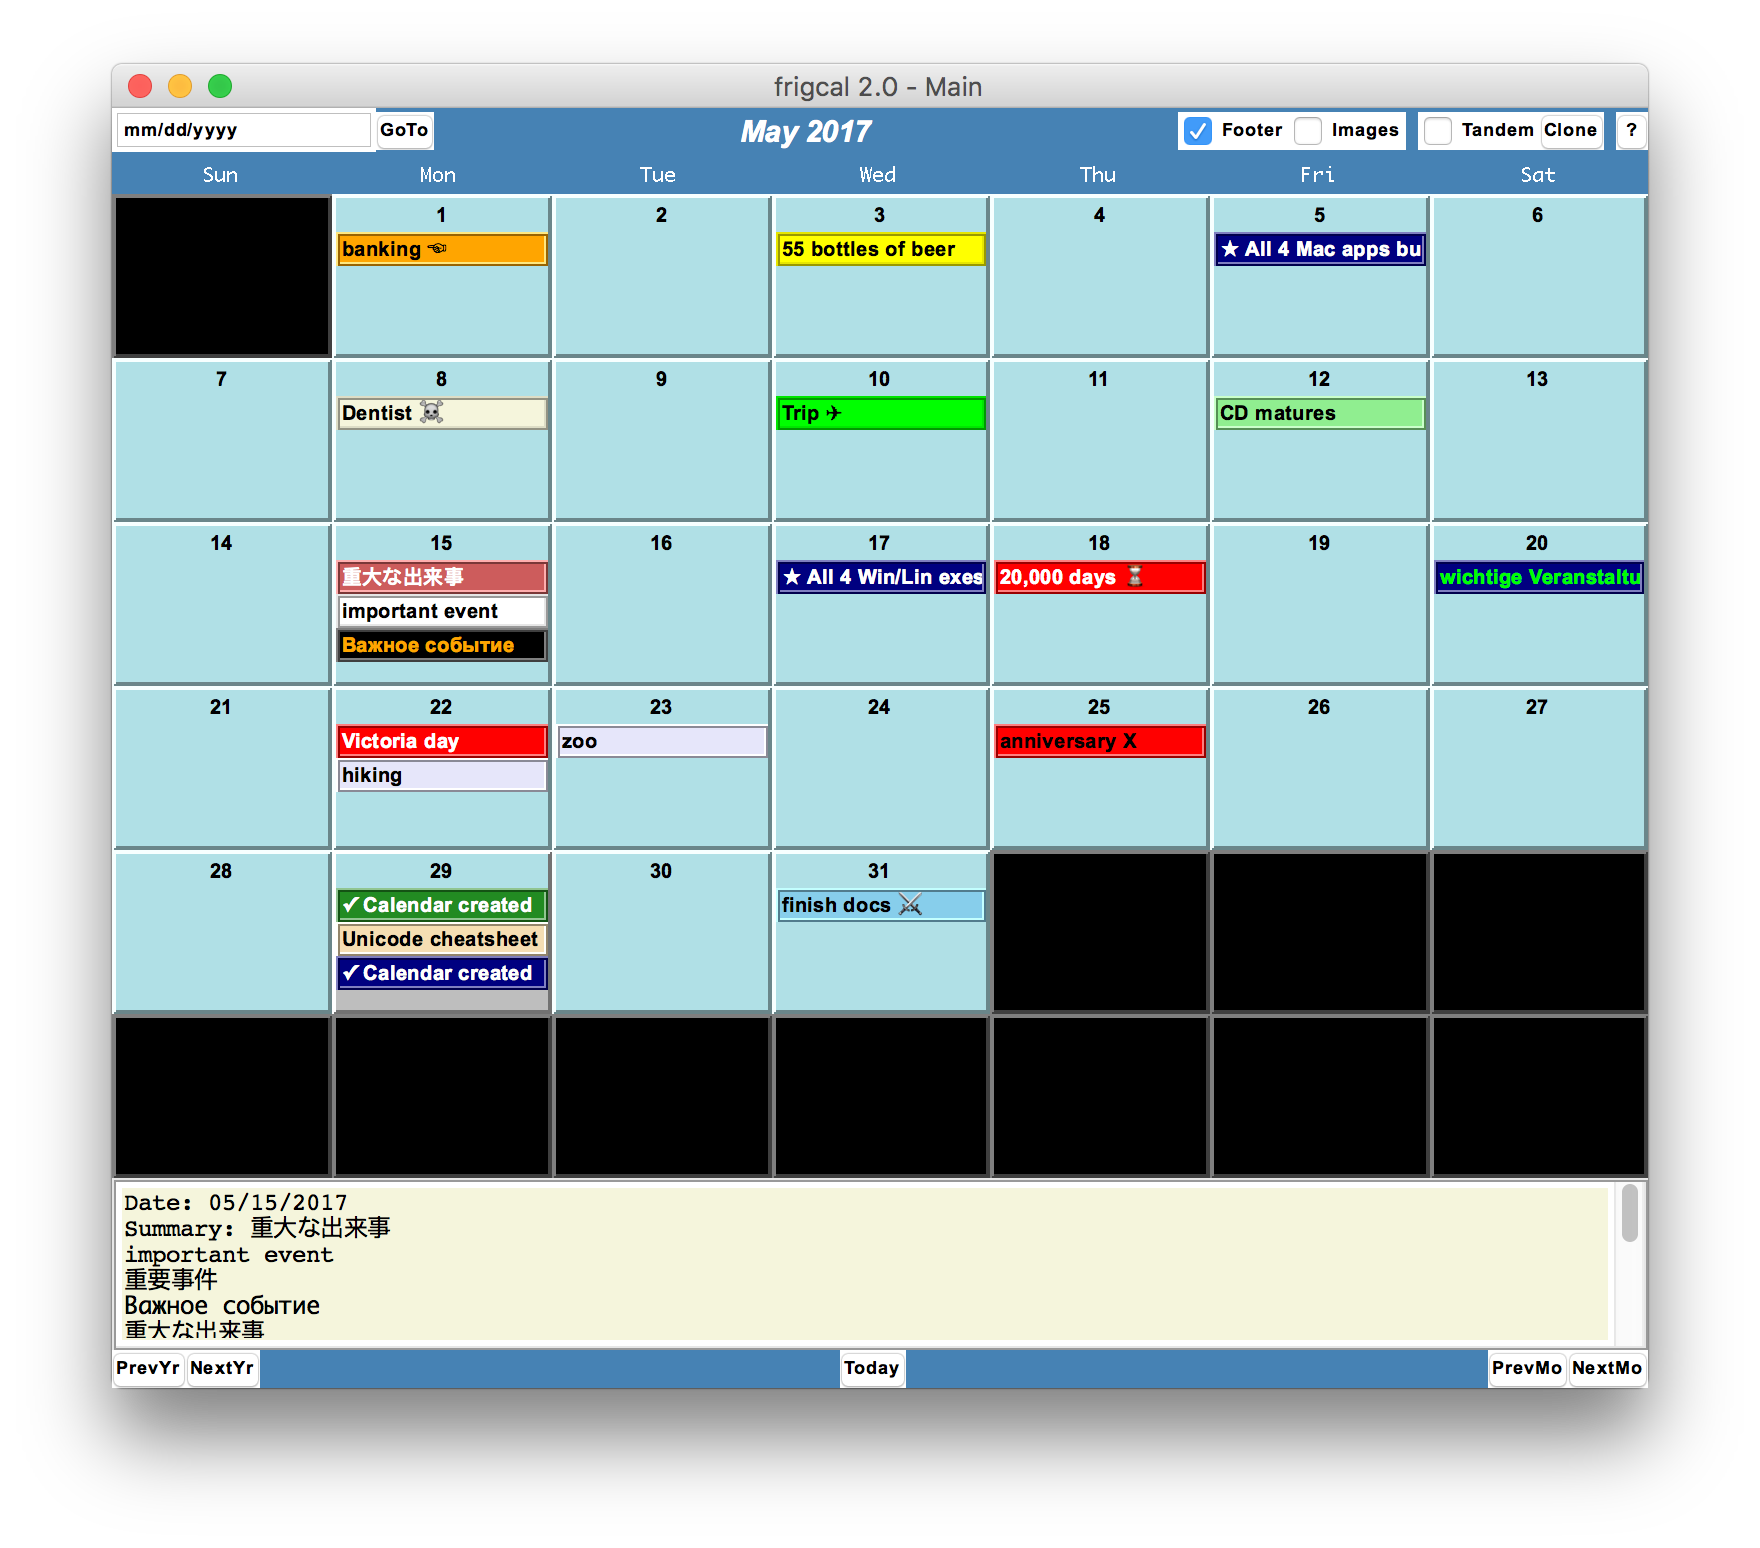 frigcal 2.0 - Main
mm/dd/yyyy GoTo May 2017 Footer Images Tandem Clone ?
Sun Mon Tue Wed Thu Fri Sat
1 2 3 4 5 6
banking ☜ 55 bottles of beer ★ All 4 Mac apps bu
7 8 9 10 11 12 13
Dentist ☠ Trip ✈ CD matures
14 15 16 17 18 19 20
重大な出来事 ★ All 4 Win/Lin exes 20,000 days ⌛ wichtige Veranstaltu
important event
Важное событие
21 22 23 24 25 26 27
Victoria day zoo anniversary X
hiking
28 29 30 31
✔Calendar created finish docs ⚔
Unicode cheatsheet
✔Calendar created
Date: 05/15/2017
Summary: 重大な出来事
important event
重要事件
Важное событие
重大な出来事
PrevYr NextYr Today PrevMo NextMo